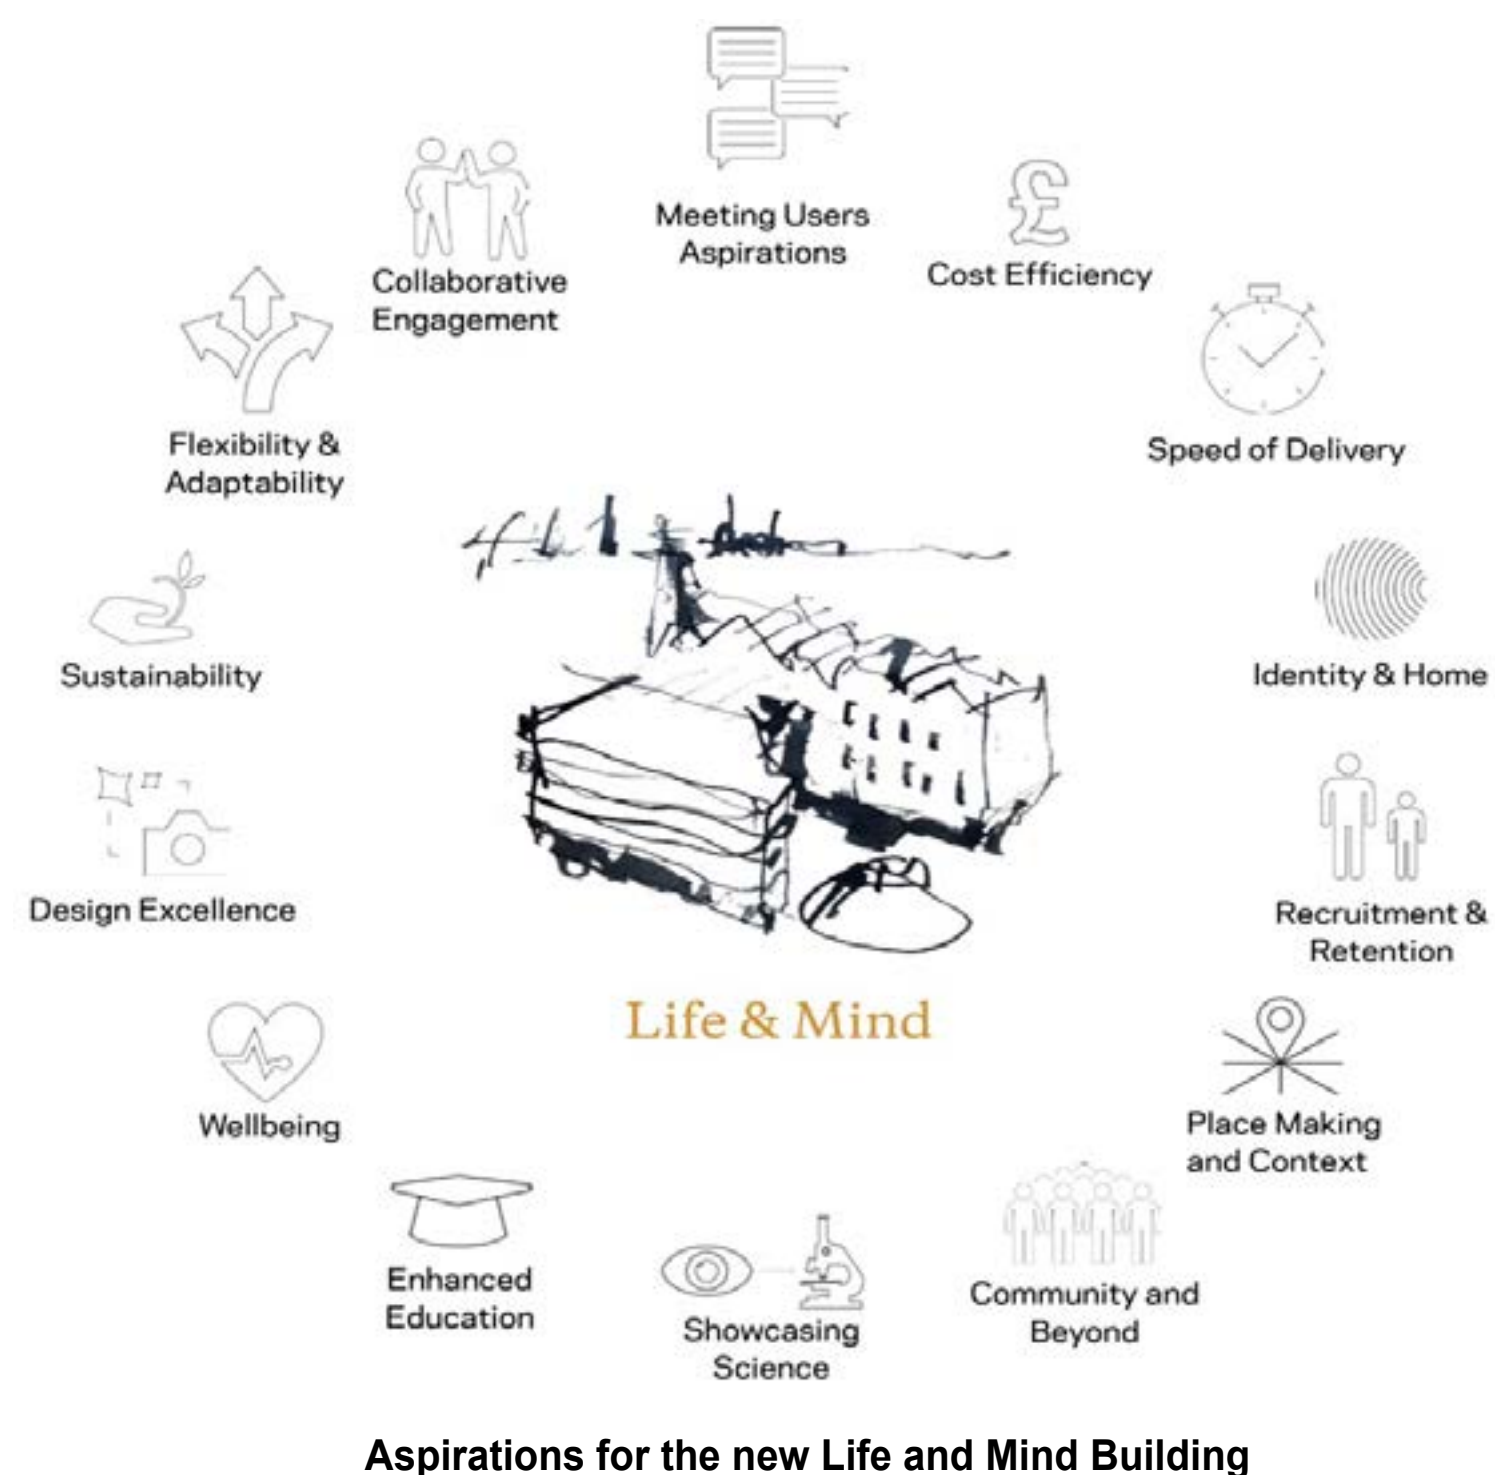 Meeting Users
Aspirations
Cost Efficiency
Speed of Delivery
Identity & Home
Recruitment &
Retention
Place Making
and Context
Community and
Beyond
Showcasing
Science
Enhanced
Education
Wellbeing
Design Excellence
Sustainability
Flexibility &
Adaptability
Collaborative
Engagement
Life & Mind
Aspirations for the new Life and Mind Building